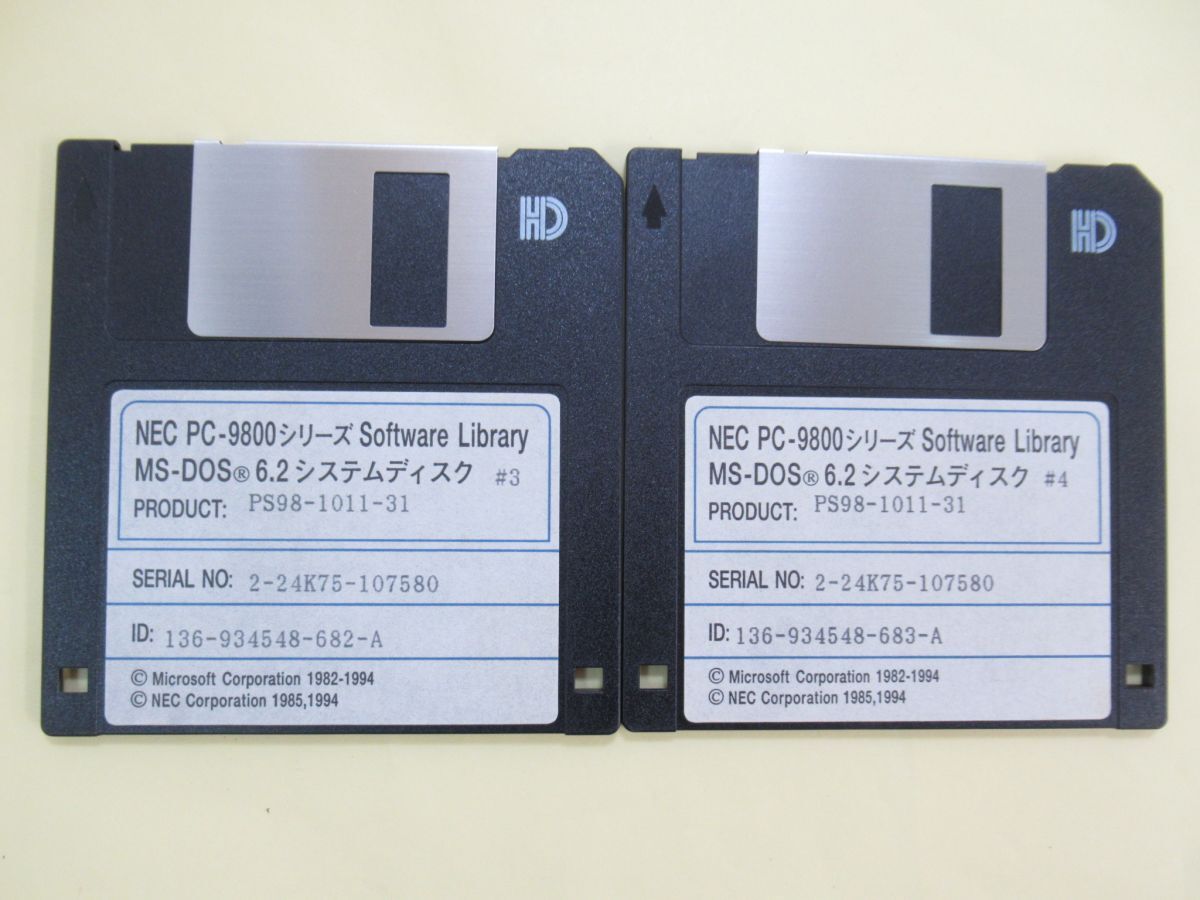 HD
NEC PC-9800シリーズ Software Library
MS-DOS® 6.2 システムディスク #3
PRODUCT: PS98-1011-31
SERIAL NO: 2-24K75-107580
ID: 136-934548-682-A
© Microsoft Corporation 1982-1994
© NEC Corporation 1985,1994
HD
NEC PC-9800シリーズ Software Library
MS-DOS® 6.2 システムディスク #4
PRODUCT: PS98-1011-31
SERIAL NO: 2-24K75-107580
ID: 136-934548-683-A
© Microsoft Corporation 1982-1994
© NEC Corporation 1985,1994